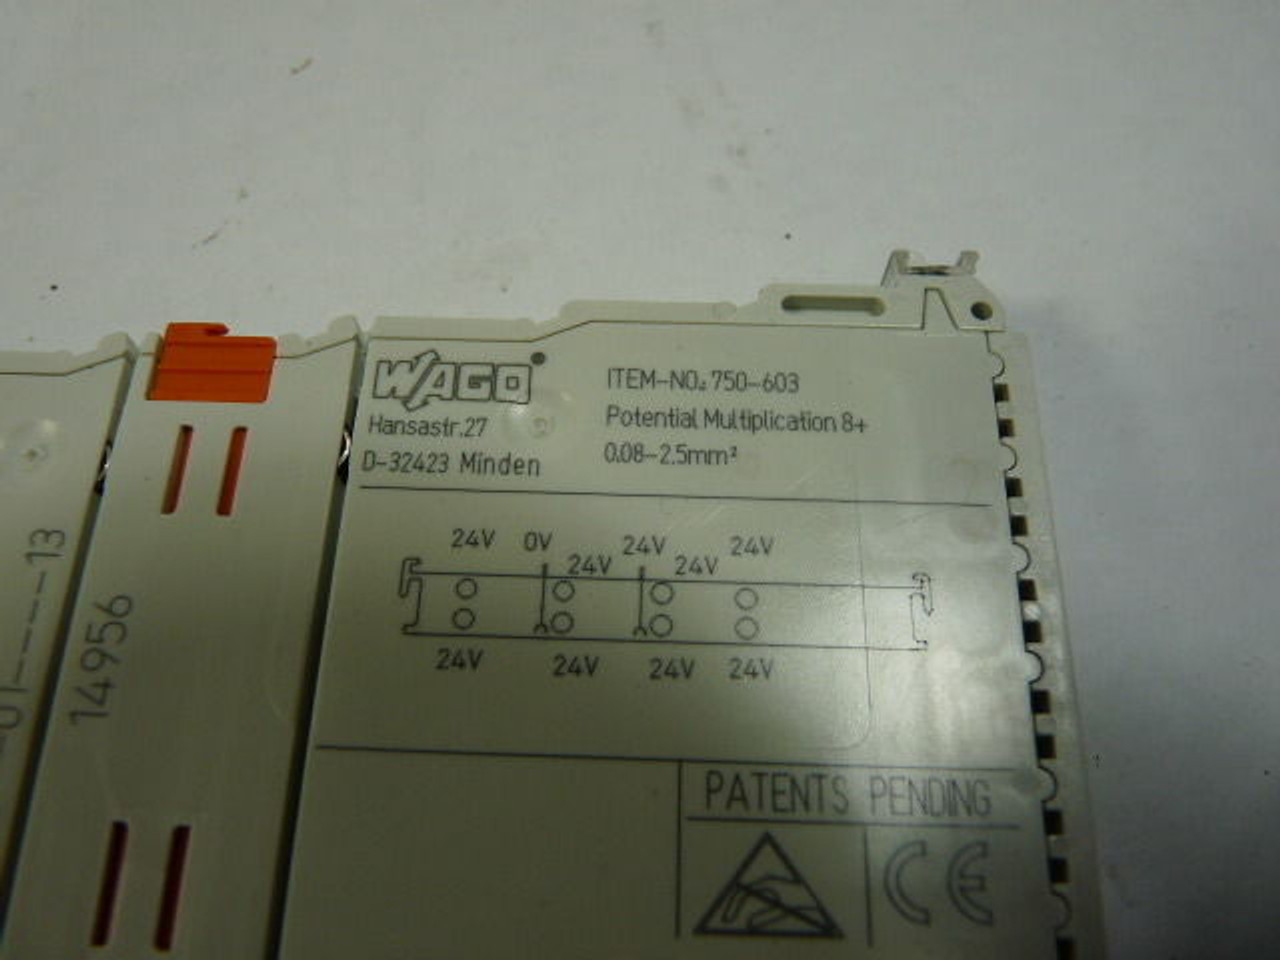 WAGO
Hansastr.27
D-32423 Minden
ITEM-NO.750-603
Potential Multiplication 8+
0.08-2.5mm²
24V 0V 24V 24V
24V 24V
24V 24V 24V 24V
PATENTS PENDING
CE
14956
01----13